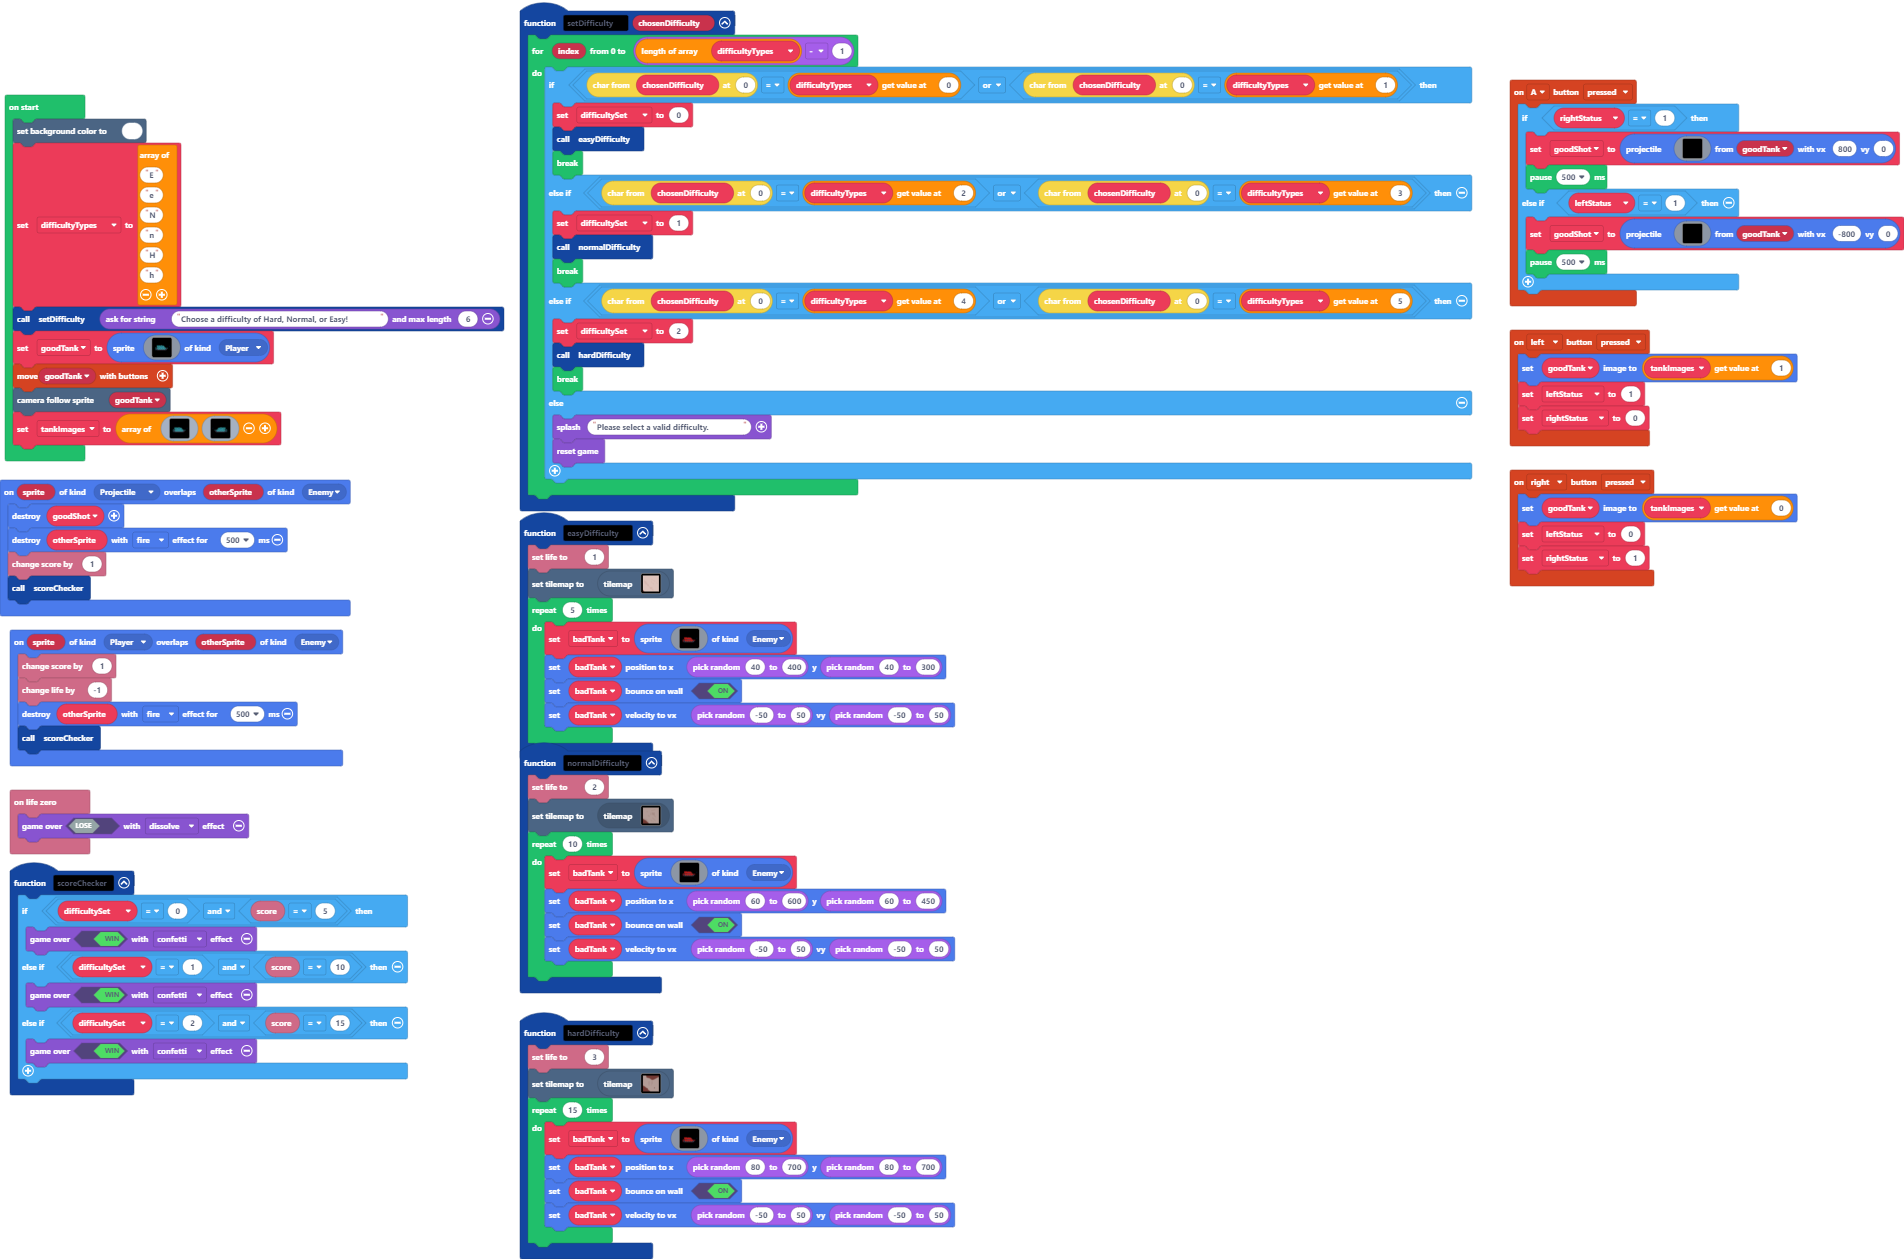 on start
set background color to
set difficultyTypes to array of
"E"
"e"
"N"
"n"
"H"
"h"
call setDifficulty ask for string "Choose a difficulty of Hard, Normal, or Easy!" and max length 6
set goodTank to sprite of kind Player
move goodTank with buttons
camera follow sprite goodTank
set tankImages to array of
on sprite of kind Projectile overlaps otherSprite of kind Enemy
destroy goodShot
destroy otherSprite with fire effect for 500 ms
change score by 1
call scoreChecker
on sprite of kind Player overlaps otherSprite of kind Enemy
change score by 1
change life by -1
destroy otherSprite with fire effect for 500 ms
call scoreChecker
on life zero
game over LOSE with dissolve effect
function scoreChecker
if difficultySet = 0 and score = 5 then
game over WIN with confetti effect
else if difficultySet = 1 and score = 10 then
game over WIN with confetti effect
else if difficultySet = 2 and score = 15 then
game over WIN with confetti effect
function setDifficulty chosenDifficulty
for index from 0 to length of array difficultyTypes - 1
do
if char from chosenDifficulty at 0 = difficultyTypes get value at 0 or char from chosenDifficulty at 0 = difficultyTypes get value at 1 then
set difficultySet to 0
call easyDifficulty
break
else if char from chosenDifficulty at 0 = difficultyTypes get value at 2 or char from chosenDifficulty at 0 = difficultyTypes get value at 3 then
set difficultySet to 1
call normalDifficulty
break
else if char from chosenDifficulty at 0 = difficultyTypes get value at 4 or char from chosenDifficulty at 0 = difficultyTypes get value at 5 then
set difficultySet to 2
call hardDifficulty
break
else
splash "Please select a valid difficulty."
reset game
function easyDifficulty
set life to 1
set tilemap to tilemap
repeat 5 times
do
set badTank to sprite of kind Enemy
set badTank position to x pick random 40 to 400 y pick random 40 to 300
set badTank bounce on wall ON
set badTank velocity to vx pick random -50 to 50 vy pick random -50 to 50
function normalDifficulty
set life to 2
set tilemap to tilemap
repeat 10 times
do
set badTank to sprite of kind Enemy
set badTank position to x pick random 60 to 600 y pick random 60 to 450
set badTank bounce on wall ON
set badTank velocity to vx pick random -50 to 50 vy pick random -50 to 50
function hardDifficulty
set life to 3
set tilemap to tilemap
repeat 15 times
do
set badTank to sprite of kind Enemy
set badTank position to x pick random 80 to 700 y pick random 80 to 700
set badTank bounce on wall ON
set badTank velocity to vx pick random -50 to 50 vy pick random -50 to 50
on A button pressed
if rightStatus = 1 then
set goodShot to projectile from goodTank with vx 800 vy 0
pause 500 ms
else if leftStatus = 1 then
set goodShot to projectile from goodTank with vx -800 vy 0
pause 500 ms
on left button pressed
set goodTank image to tankImages get value at 1
set leftStatus to 1
set rightStatus to 0
on right button pressed
set goodTank image to tankImages get value at 0
set leftStatus to 0
set rightStatus to 1